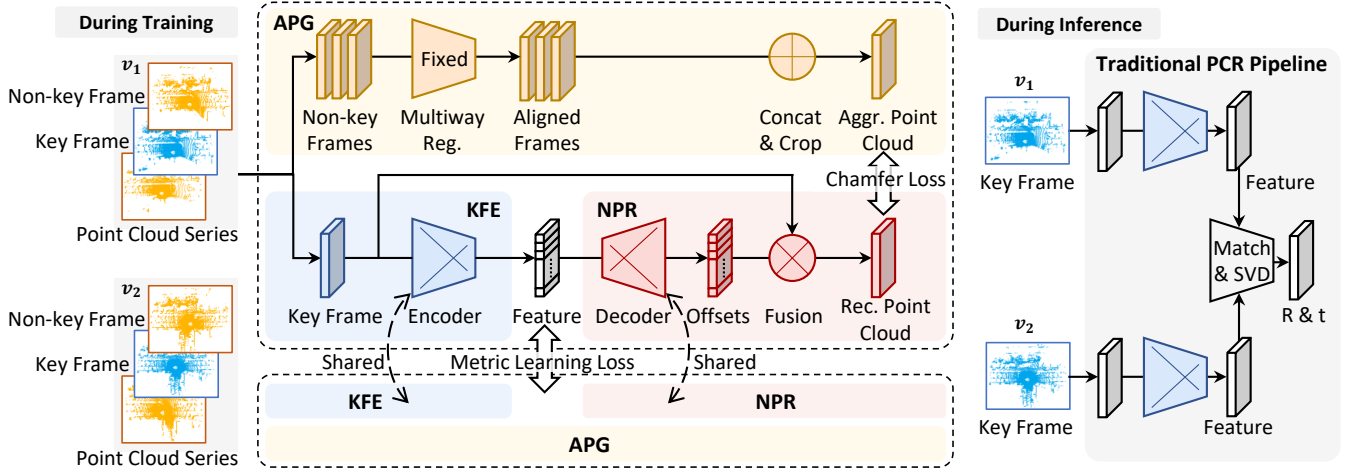 During Training
v1
Non-key Frame
Key Frame
Point Cloud Series
v2
Non-key Frame
Key Frame
Point Cloud Series
APG
Fixed
Non-key
Frames
Multiway
Reg.
Aligned
Frames
Concat
& Crop
Aggr. Point
Cloud
Chamfer Loss
KFE
NPR
Key Frame
Encoder
Feature
Decoder
Offsets
Fusion
Rec. Point
Cloud
Shared
Metric Learning Loss
Shared
KFE
NPR
APG
During Inference
Traditional PCR Pipeline
v1
Key Frame
Feature
Match
& SVD
R & t
v2
Key Frame
Feature